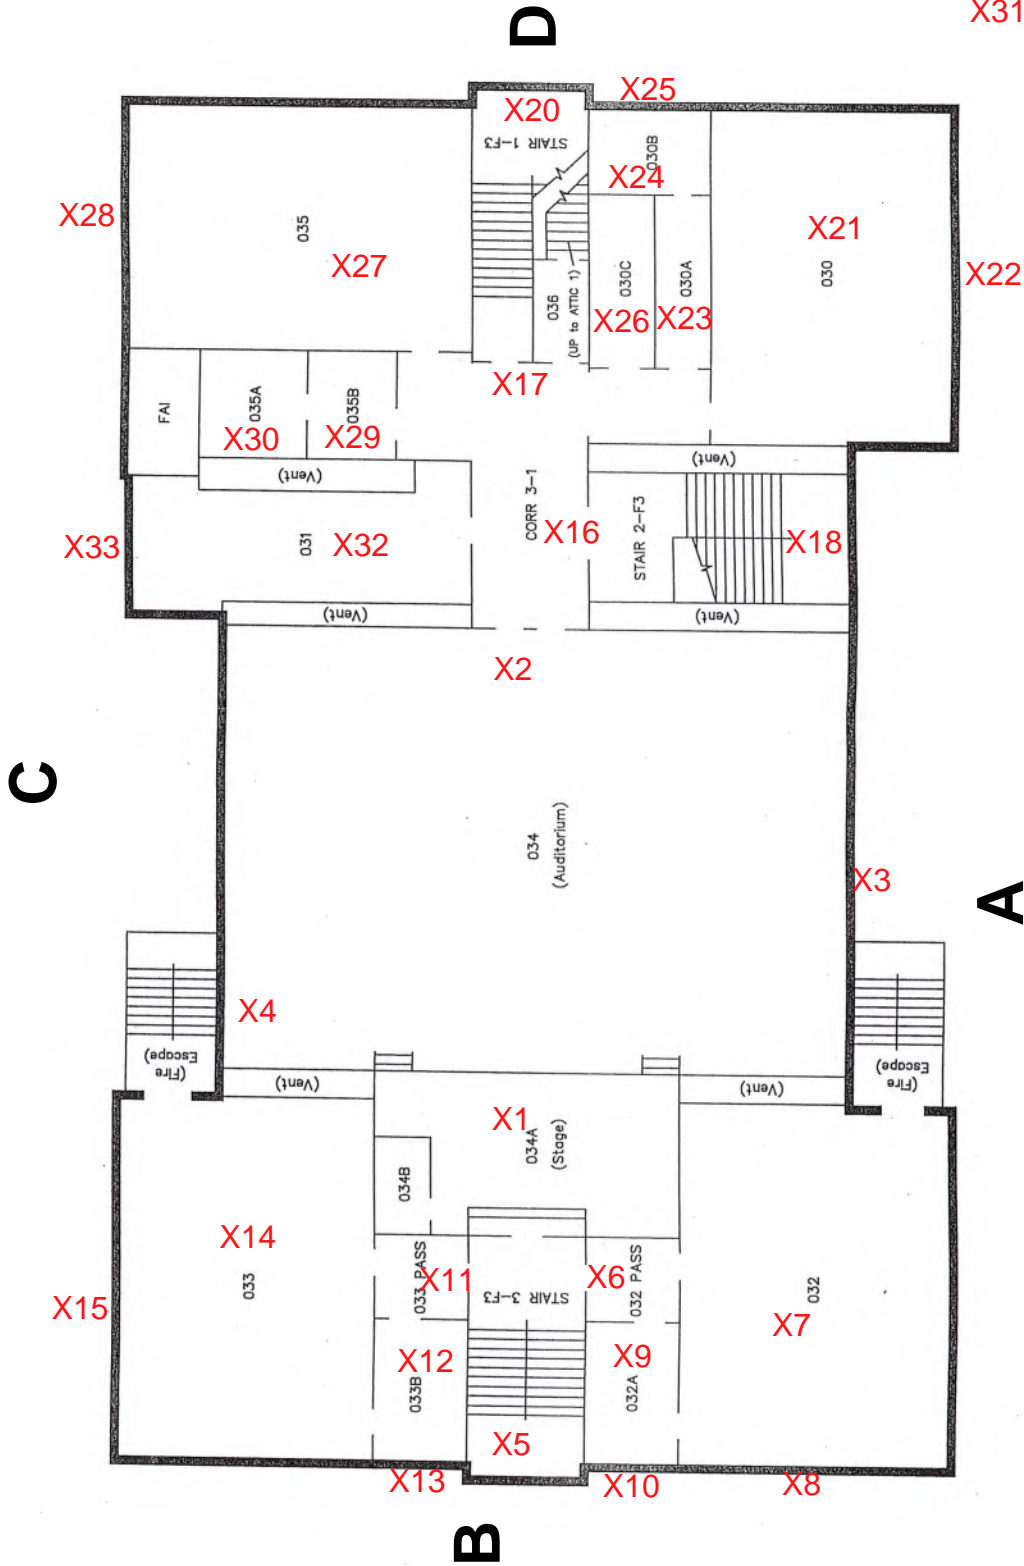 X31
D
X25
X20
STAIR 1-F3
030B
X24
X28
035
X21
X27
X22
030
030C
030A
036
(UP to ATTIC 1)
X26
X23
X17
FAI
035A
035B
X30
X29
(Vent)
(Vent)
CORR 3-1
X33
031
X32
X16
STAIR 2-F3
X18
(Vent)
(Vent)
X2
C
034
(Auditorium)
X3
A
X4
(Fire
Escape)
(Fire
Escape)
(Vent)
(Vent)
X1
034A
(Stage)
034B
X14
033
033 PASS
X11
STAIR 3-F3
X6
032 PASS
032
X15
X7
X12
033B
X9
032A
X5
X13
X10
X8
B